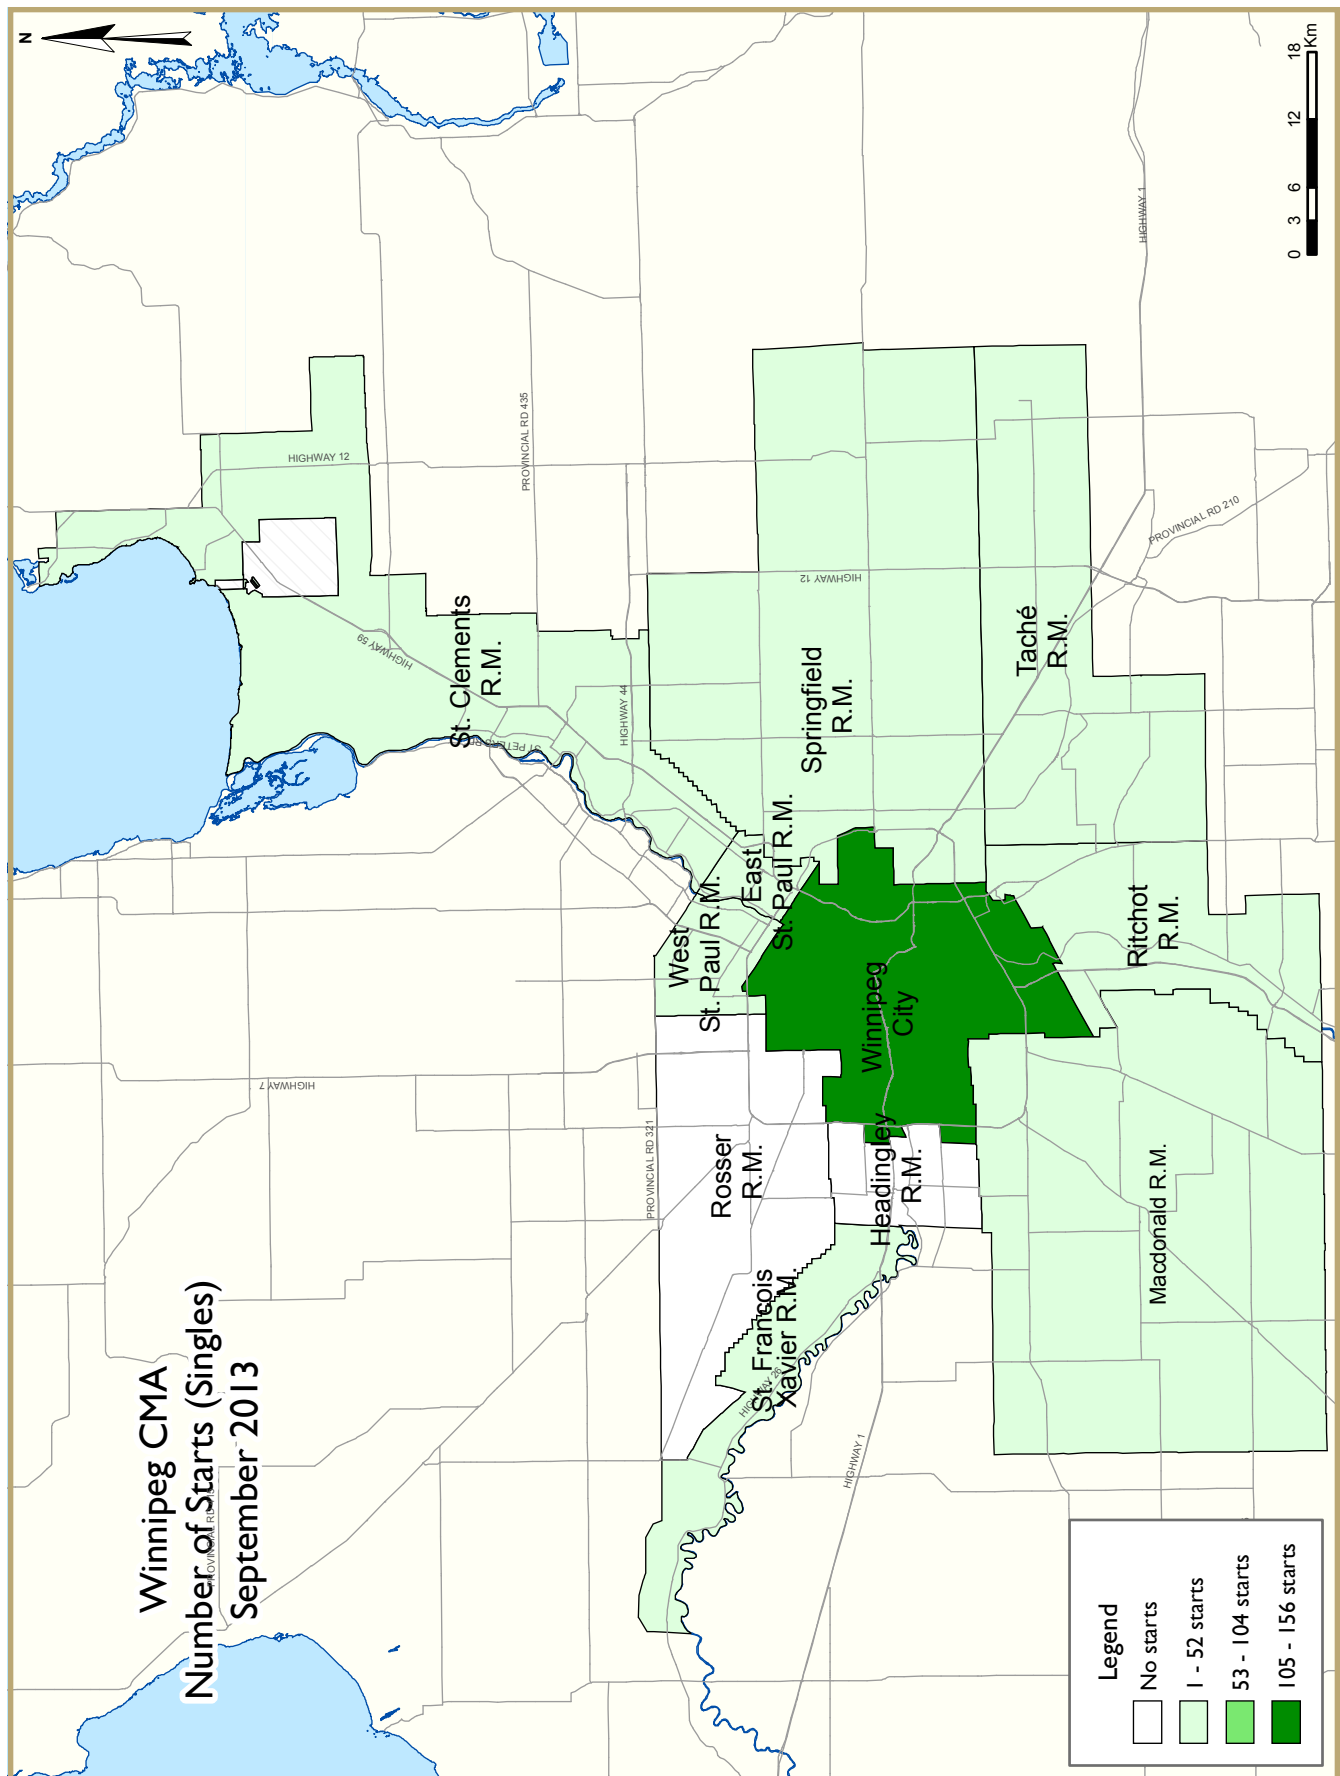 Winnipeg CMA
Number of Starts (Singles)
September 2013
N
HIGHWAY 12
PROVINCIAL RD 435
HIGHWAY 59
St. Clements
R.M.
ST PETERS RD
HIGHWAY 44
HIGHWAY 7
PROVINCIAL RD 321
West
St. Paul R.M.
East
St. Paul R.M.
Springfield
R.M.
HIGHWAY 12
HIGHWAY 1
Rosser
R.M.
St. Francois
Xavier R.M.
HIGHWAY 26
HIGHWAY 1
Headingley
R.M.
Winnipeg
City
Taché
R.M.
PROVINCIAL RD 210
Ritchot
R.M.
Macdonald R.M.
Legend
No starts
1 - 52 starts
53 - 104 starts
105 - 156 starts
0 3 6 12 18
Km